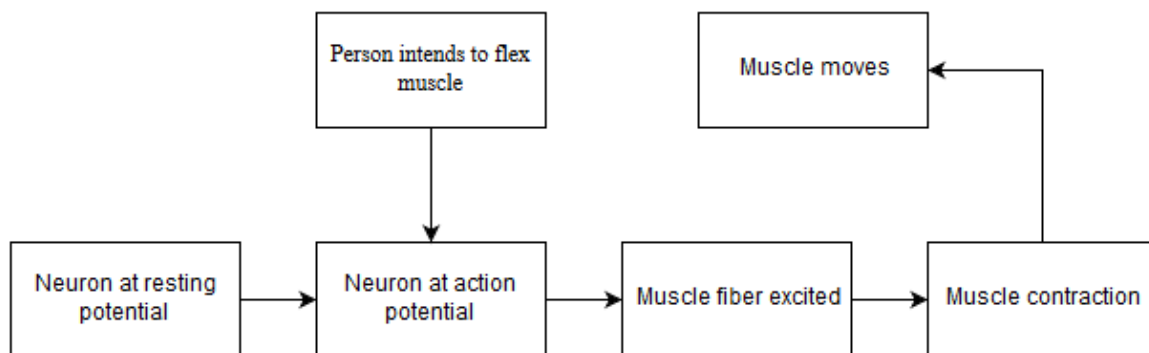 Person intends to flex
muscle
Muscle moves
Neuron at resting
potential
Neuron at action
potential
Muscle fiber excited
Muscle contraction